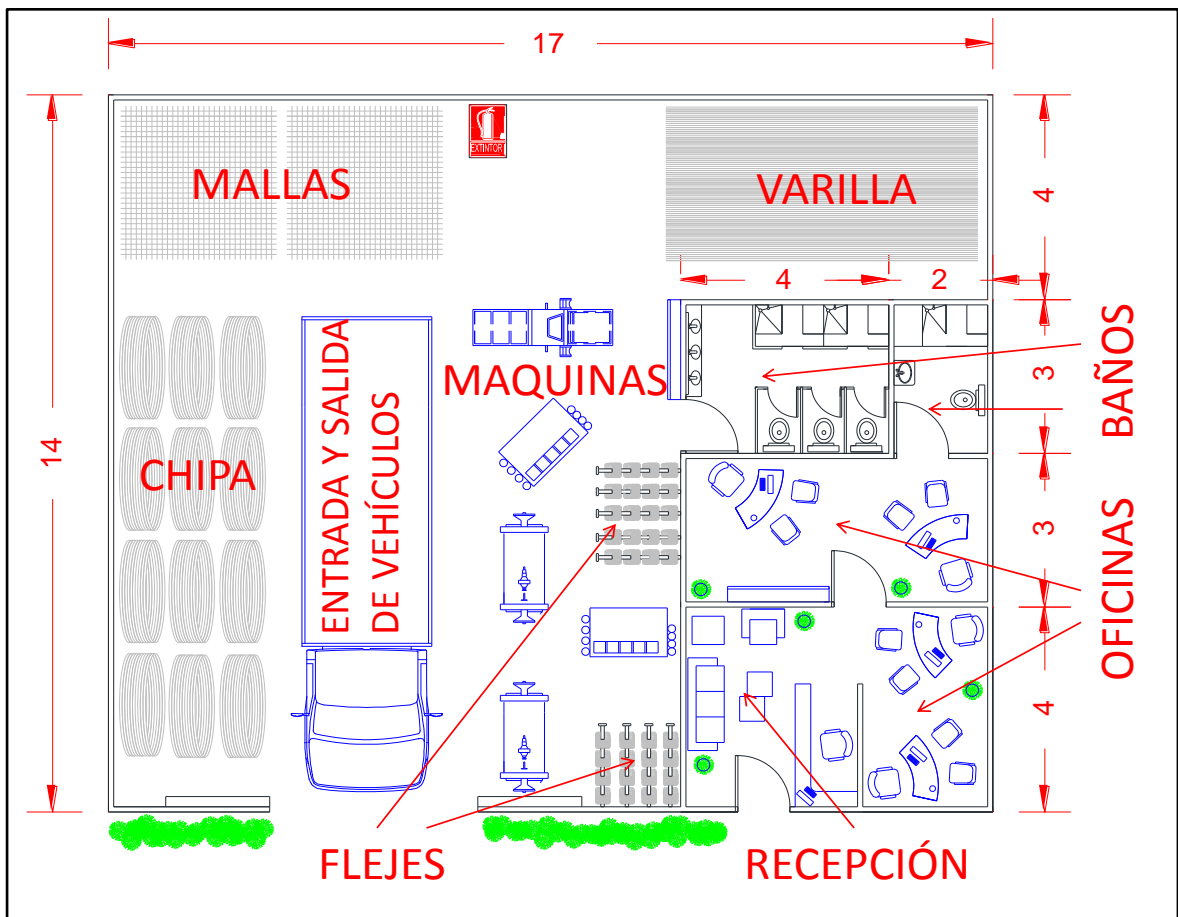 17
EXTINTOR
MALLAS
VARILLA
4
4
2
14
CHIPA
ENTRADA Y SALIDA
DE VEHÍCULOS
MAQUINAS
3
BAÑOS
3
OFICINAS
4
FLEJES
RECEPCIÓN